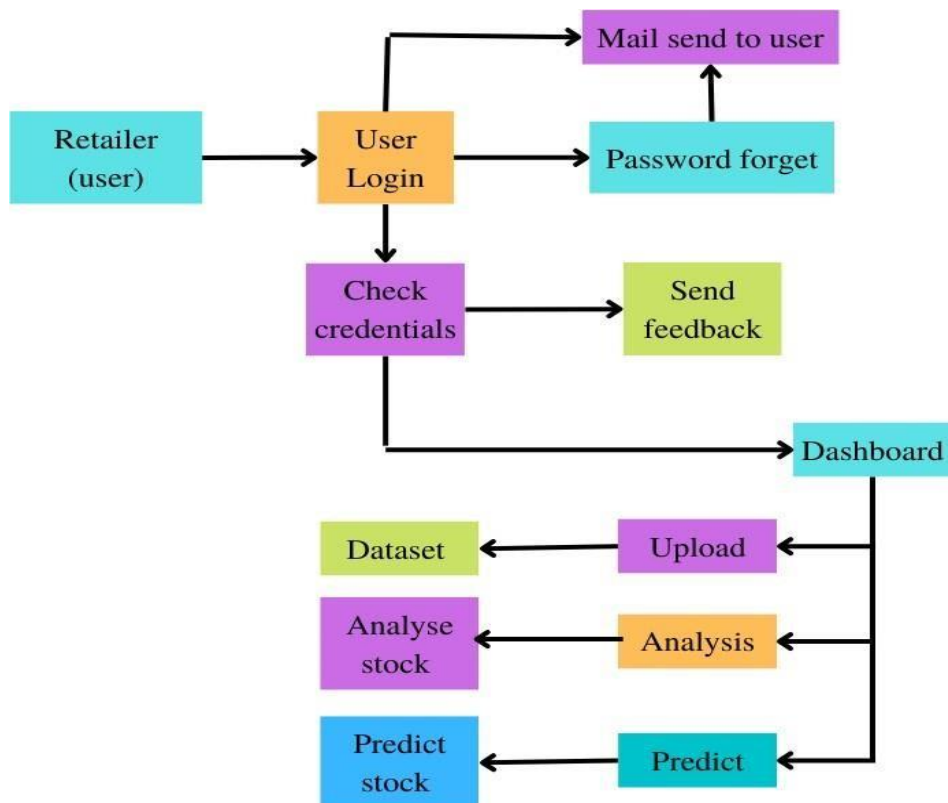 Mail send to user
Retailer
(user)
User
Login
Password forget
Check
credentials
Send
feedback
Dashboard
Dataset
Upload
Analyse
stock
Analysis
Predict
stock
Predict